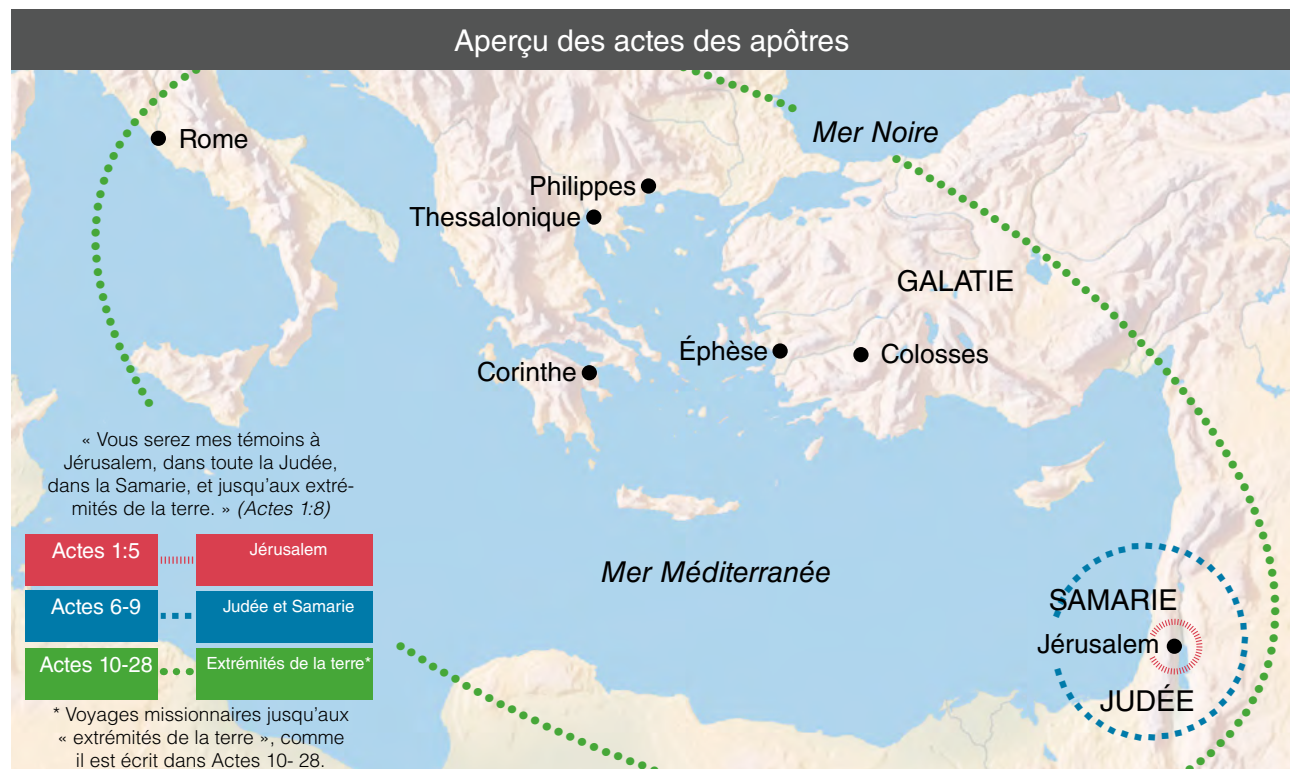 Aperçu des actes des apôtres
Rome
Mer Noire
Philippes
Thessalonique
GALATIE
Éphèse
Colosses
Corinthe
« Vous serez mes témoins à
Jérusalem, dans toute la Judée,
dans la Samarie, et jusqu'aux extré-
mités de la terre. » (Actes 1:8)
Actes 1:5
Jérusalem
Actes 6-9
Judée et Samarie
Actes 10-28
Extrémités de la terre*
* Voyages missionnaires jusqu'aux
« extrémités de la terre », comme
il est écrit dans Actes 10- 28.
Mer Méditerranée
SAMARIE
Jérusalem
JUDÉE